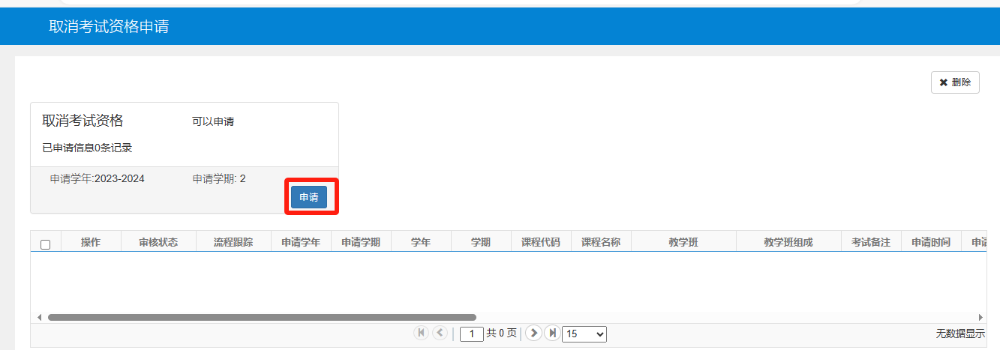 取消考试资格申请
删除
取消考试资格 可以申请
已申请信息0条记录
申请学年:2023-2024 申请学期: 2
申请
操作 审核状态 流程跟踪 申请学年 申请学期 学年 学期 课程代码 课程名称 教学班 教学班组成 考试备注 申请时间
1 共 0 页 15 无数据显示